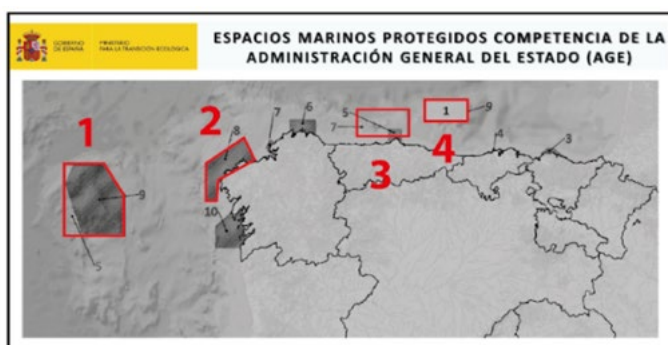 GOBIERNO
DE ESPAÑA
MINISTERIO
PARA LA TRANSICIÓN ECOLÓGICA
ESPACIOS MARINOS PROTEGIDOS COMPETENCIA DE LA
ADMINISTRACIÓN GENERAL DEL ESTADO (AGE)
1
9
5
2
8
10
7
6
5
7
3
1
9
4
4
3